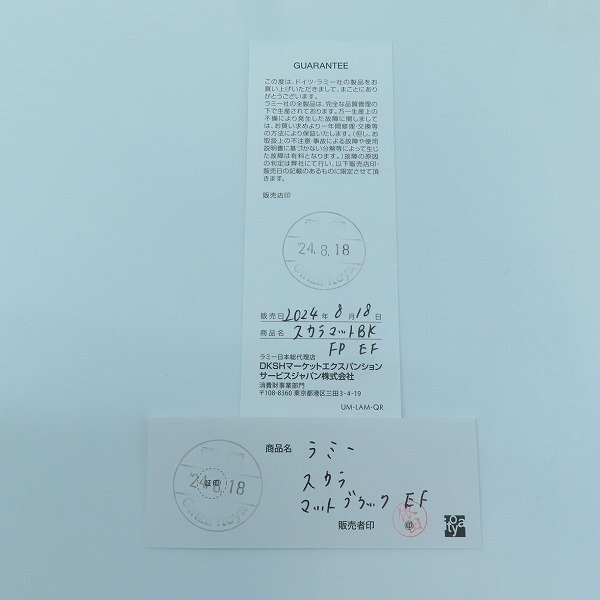 GUARANTEE
この度は、ドイツ・ラミー社の製品をお
買い上げいただきまして、まことにあり
がとうございます。
ラミー社の全製品は、完全な品質管理の
下で生産されております。万一生産上の
不備により発生した故障に関しまして
は、お買い求めより一年間修理・交換等
の方法により保証いたします。(但し、お
取扱上の不注意・事故による故障や使用
説明書に基づかない分解等によって生じ
た故障は有料となります。)故障の原因
の判定は弊社にて行い、以下販売店印・
販売日の記載のあるものに限定させて頂
きます。
販売店印
24.8.18
Ginza Itoya
販売日 2024年 8月 18日
商品名 スカラマットBK
FP EF
ラミー日本総代理店
DKSHマーケットエクスパンション
サービスジャパン株式会社
消費財事業部門
〒108-8360 東京都港区三田3-4-19
UM-LAM-QR
商品名 ラミー
スカラ
マットブラック EF
24.8.18
証印
Ginza Itoya
販売者印
印
itoya